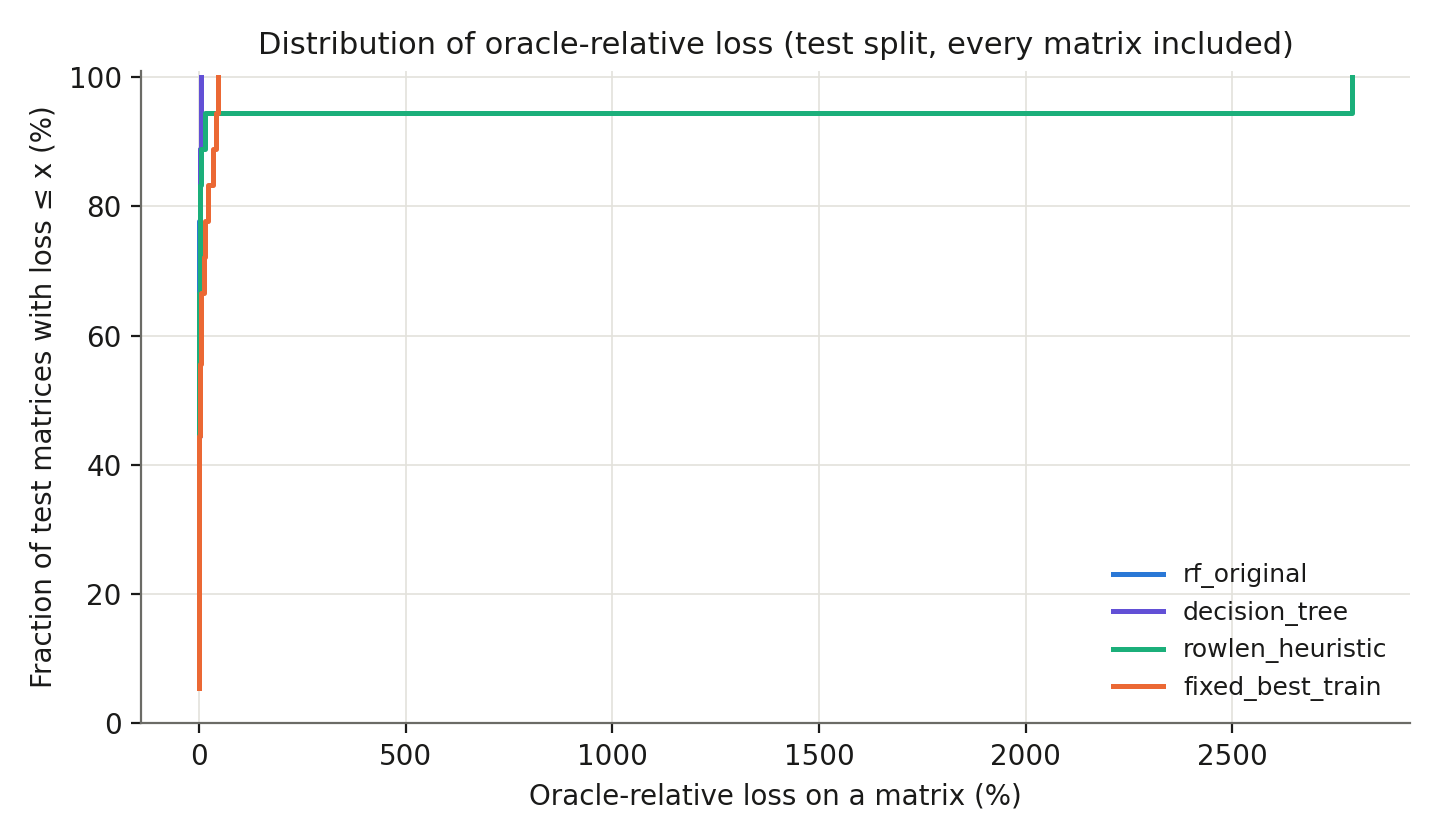 Distribution of oracle-relative loss (test split, every matrix included)
Fraction of test matrices with loss ≤ x (%)
100
80
60
40
20
0
0 500 1000 1500 2000 2500
Oracle-relative loss on a matrix (%)
rf_original
decision_tree
rowlen_heuristic
fixed_best_train